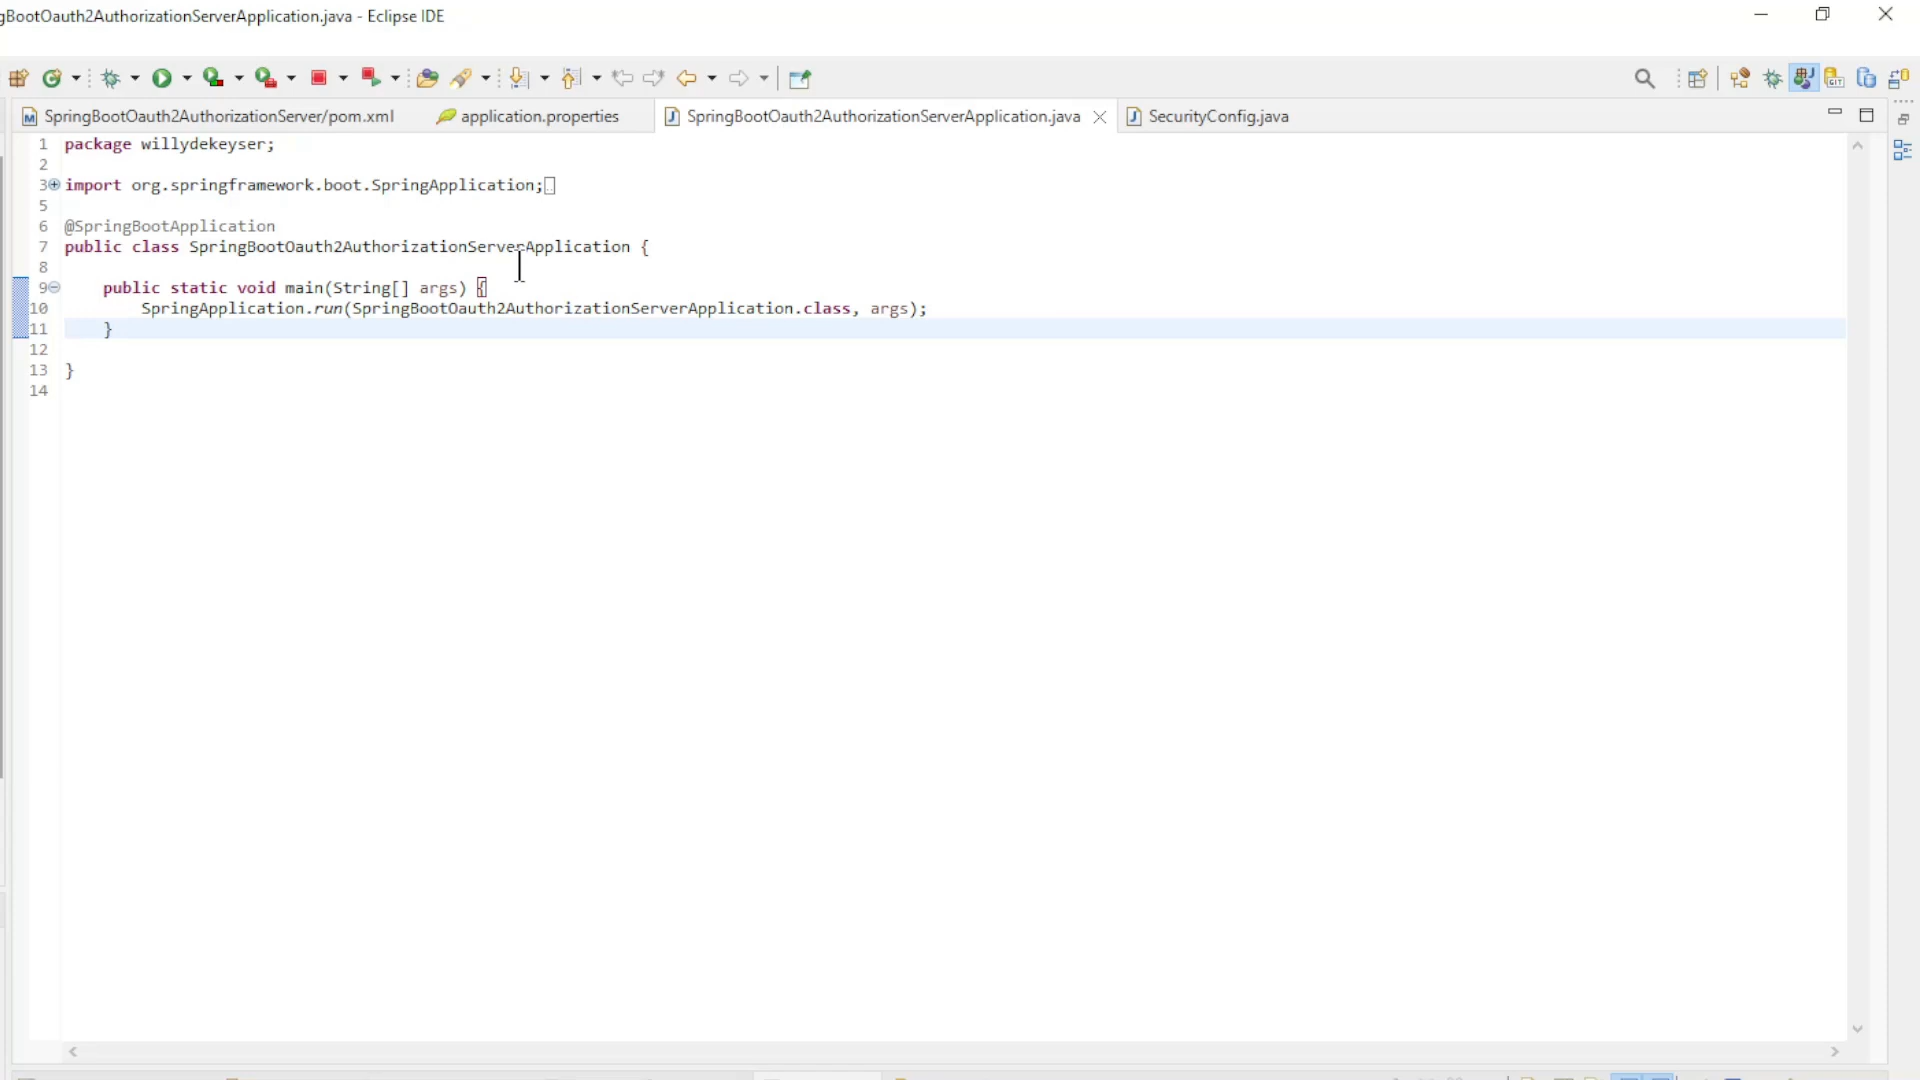 gBootOauth2AuthorizationServerApplication.java - Eclipse IDE
SpringBootOauth2AuthorizationServer/pom.xml
application.properties
SpringBootOauth2AuthorizationServerApplication.java
SecurityConfig.java
1 package willydekeyser;
2
3 import org.springframework.boot.SpringApplication;
5
6 @SpringBootApplication
7 public class SpringBootOauth2AuthorizationServerApplication {
8
9 public static void main(String[] args) {
10 SpringApplication.run(SpringBootOauth2AuthorizationServerApplication.class, args);
11 }
12
13 }
14